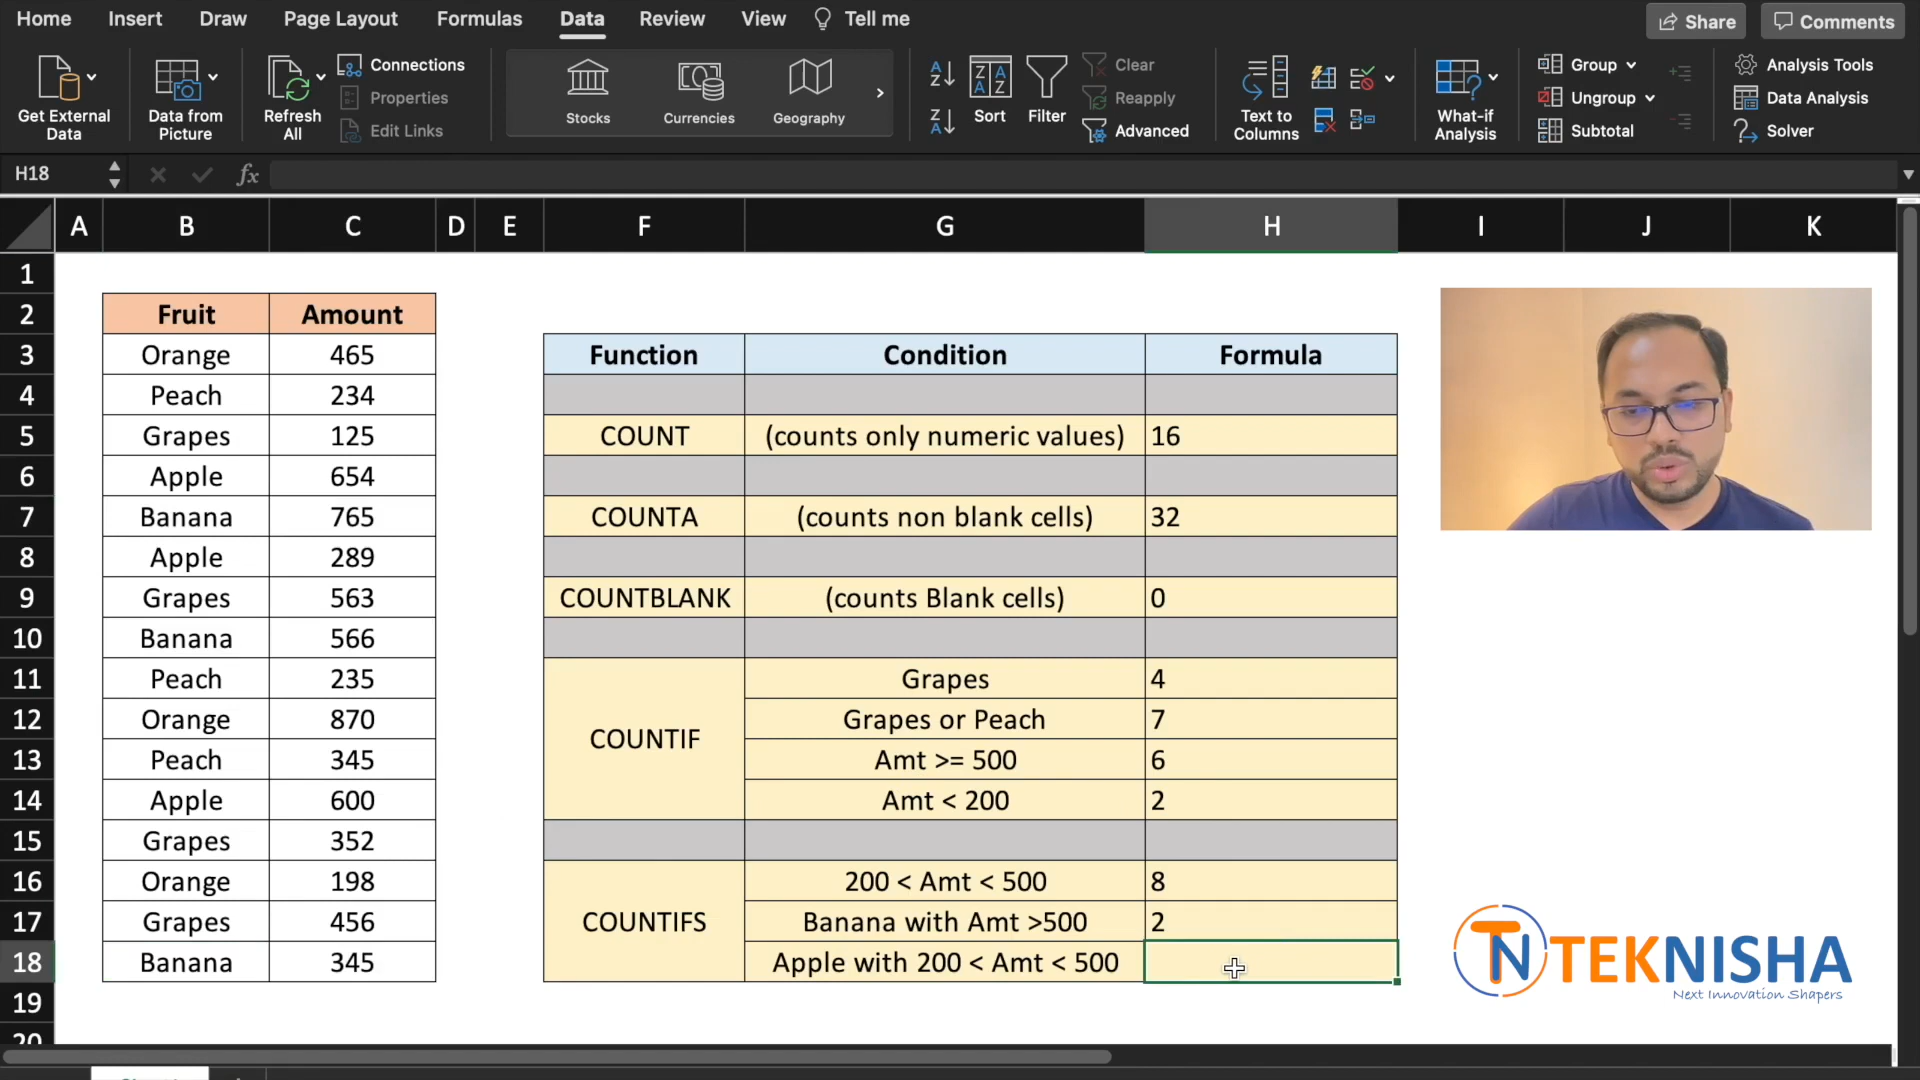 Home Insert Draw Page Layout Formulas Data Review View Tell me Share Comments
Get External Data
Data from Picture
Refresh All
Connections
Properties
Edit Links
Stocks
Currencies
Geography
Sort
Filter
Clear
Reapply
Advanced
Text to Columns
What-if Analysis
Group
Ungroup
Subtotal
Analysis Tools
Data Analysis
Solver
H18 fx
A B C D E F G H I J K
1
2 Fruit Amount
3 Orange 465 Function Condition Formula
4 Peach 234
5 Grapes 125 COUNT (counts only numeric values) 16
6 Apple 654
7 Banana 765 COUNTA (counts non blank cells) 32
8 Apple 289
9 Grapes 563 COUNTBLANK (counts Blank cells) 0
10 Banana 566
11 Peach 235 Grapes 4
12 Orange 870 COUNTIF Grapes or Peach 7
13 Peach 345 Amt >= 500 6
14 Apple 600 Amt < 200 2
15 Grapes 352
16 Orange 198 200 < Amt < 500 8
17 Grapes 456 COUNTIFS Banana with Amt >500 2
18 Banana 345 Apple with 200 < Amt < 500
19
20
TN TEKNISHA
Next Innovation Shapers